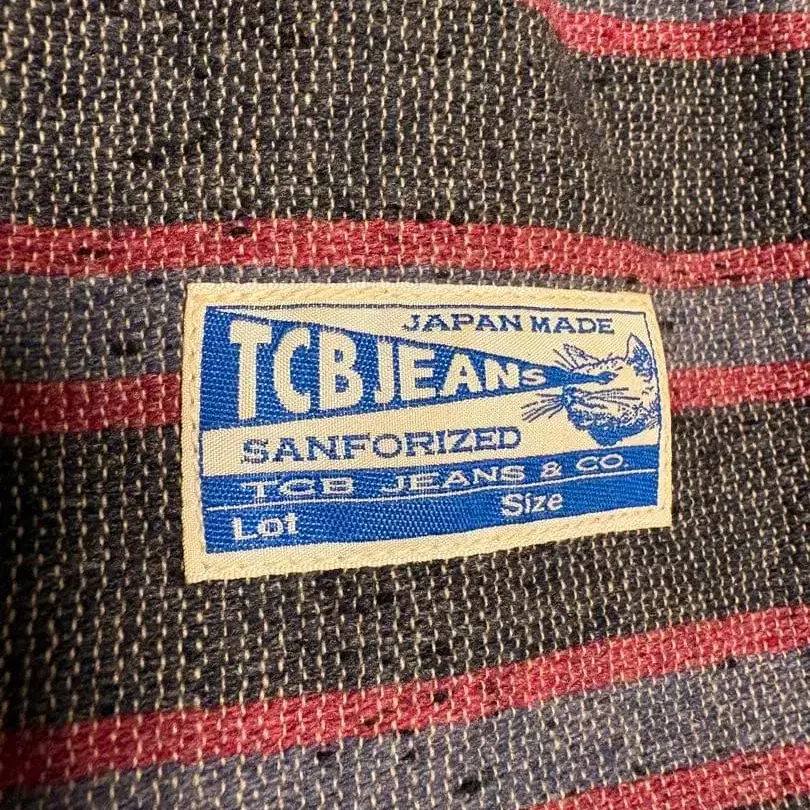 JAPAN MADE
TCB JEANS
SANFORIZED
TCB JEANS & CO.
Lot Size